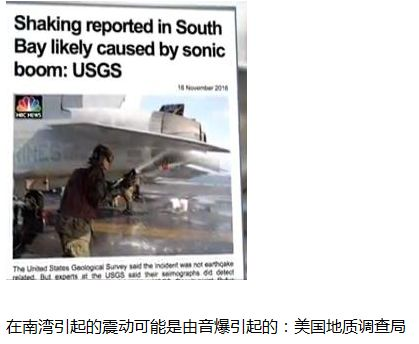 Shaking reported in South
Bay likely caused by sonic
boom: USGS
16 November 2016
NBC NEWS
The United States Geological Survey said the incident was not earthqake
related. But experts at the USGS said their seimographs did detect
在南湾引起的震动可能是由音爆引起的：美国地质调查局